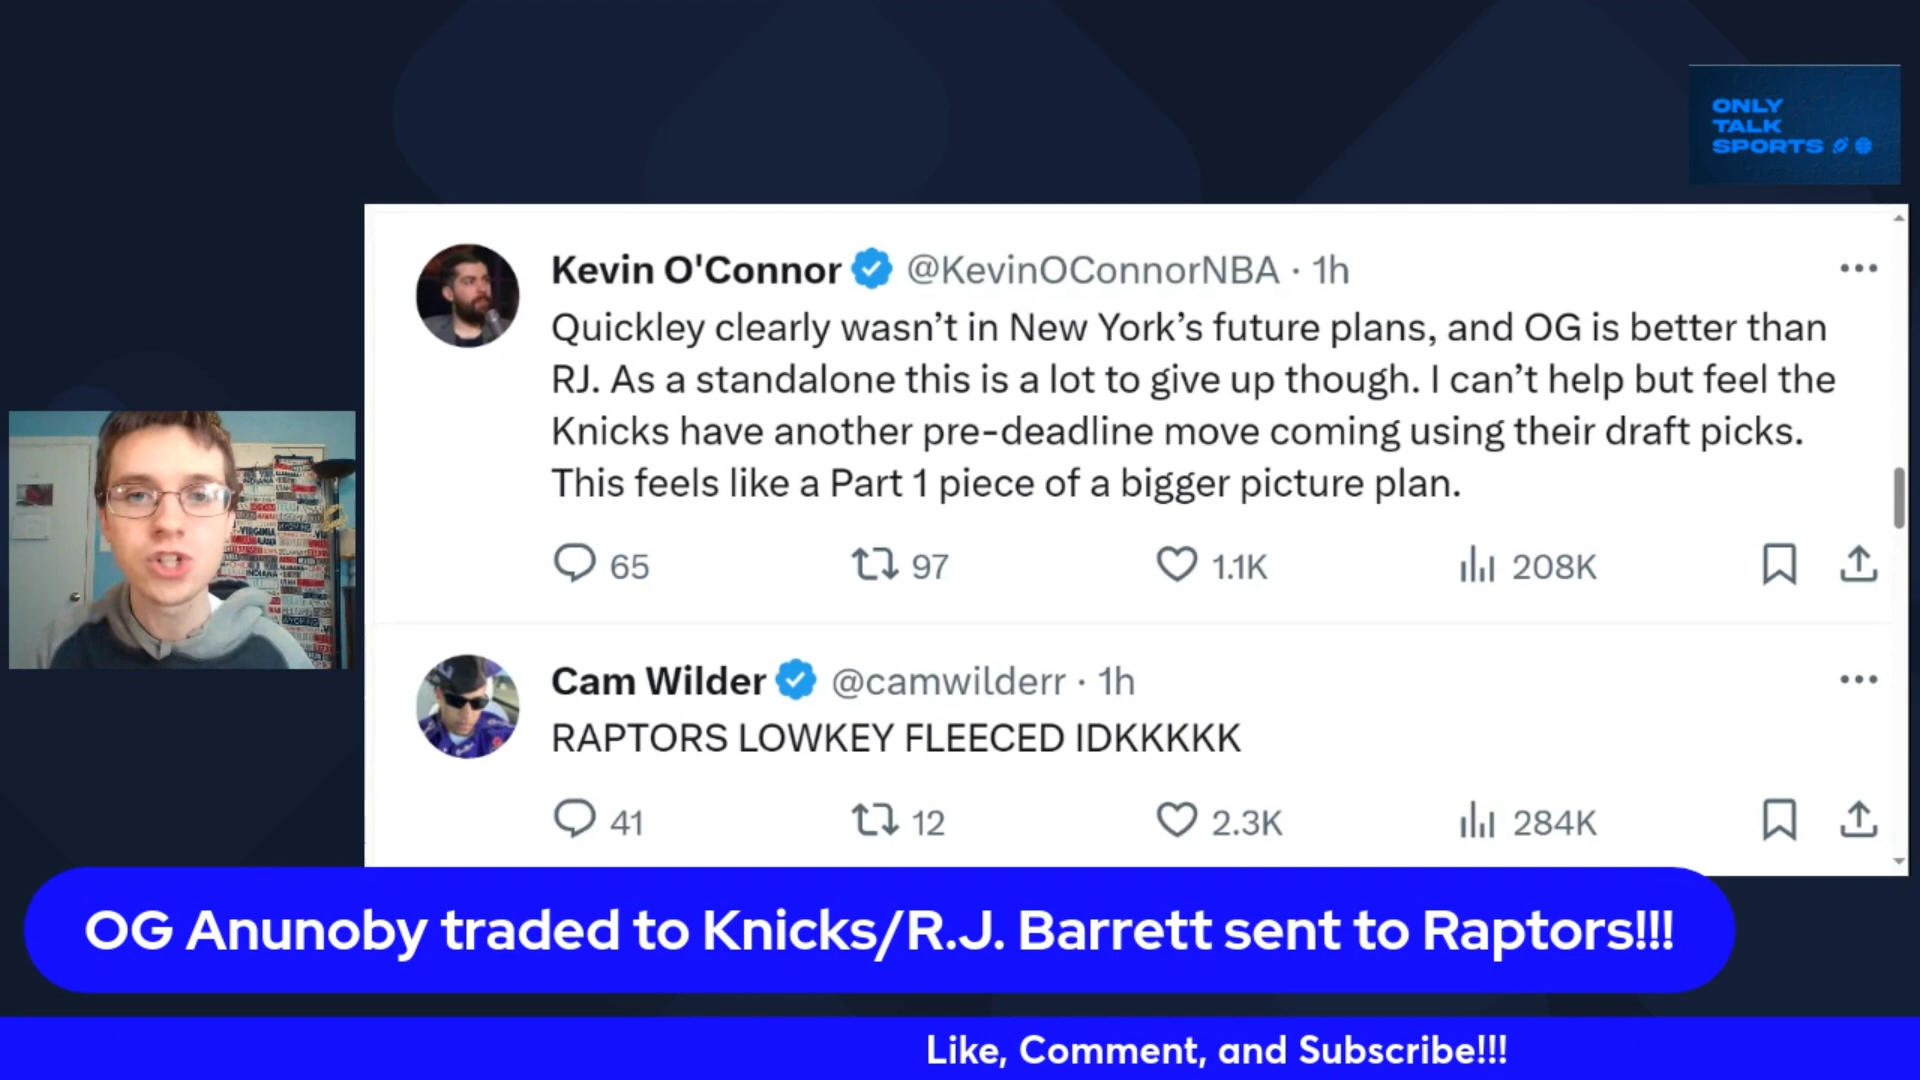 ONLY
TALK
SPORTS
Kevin O'Connor @KevinOConnorNBA · 1h
Quickley clearly wasn’t in New York’s future plans, and OG is better than
RJ. As a standalone this is a lot to give up though. I can’t help but feel the
Knicks have another pre-deadline move coming using their draft picks.
This feels like a Part 1 piece of a bigger picture plan.
65 97 1.1K 208K
VIRGINIA
INDIANA
Cam Wilder @camwilderr · 1h
RAPTORS LOWKEY FLEECED IDKKKKK
41 12 2.3K 284K
OG Anunoby traded to Knicks/R.J. Barrett sent to Raptors!!!
Like, Comment, and Subscribe!!!